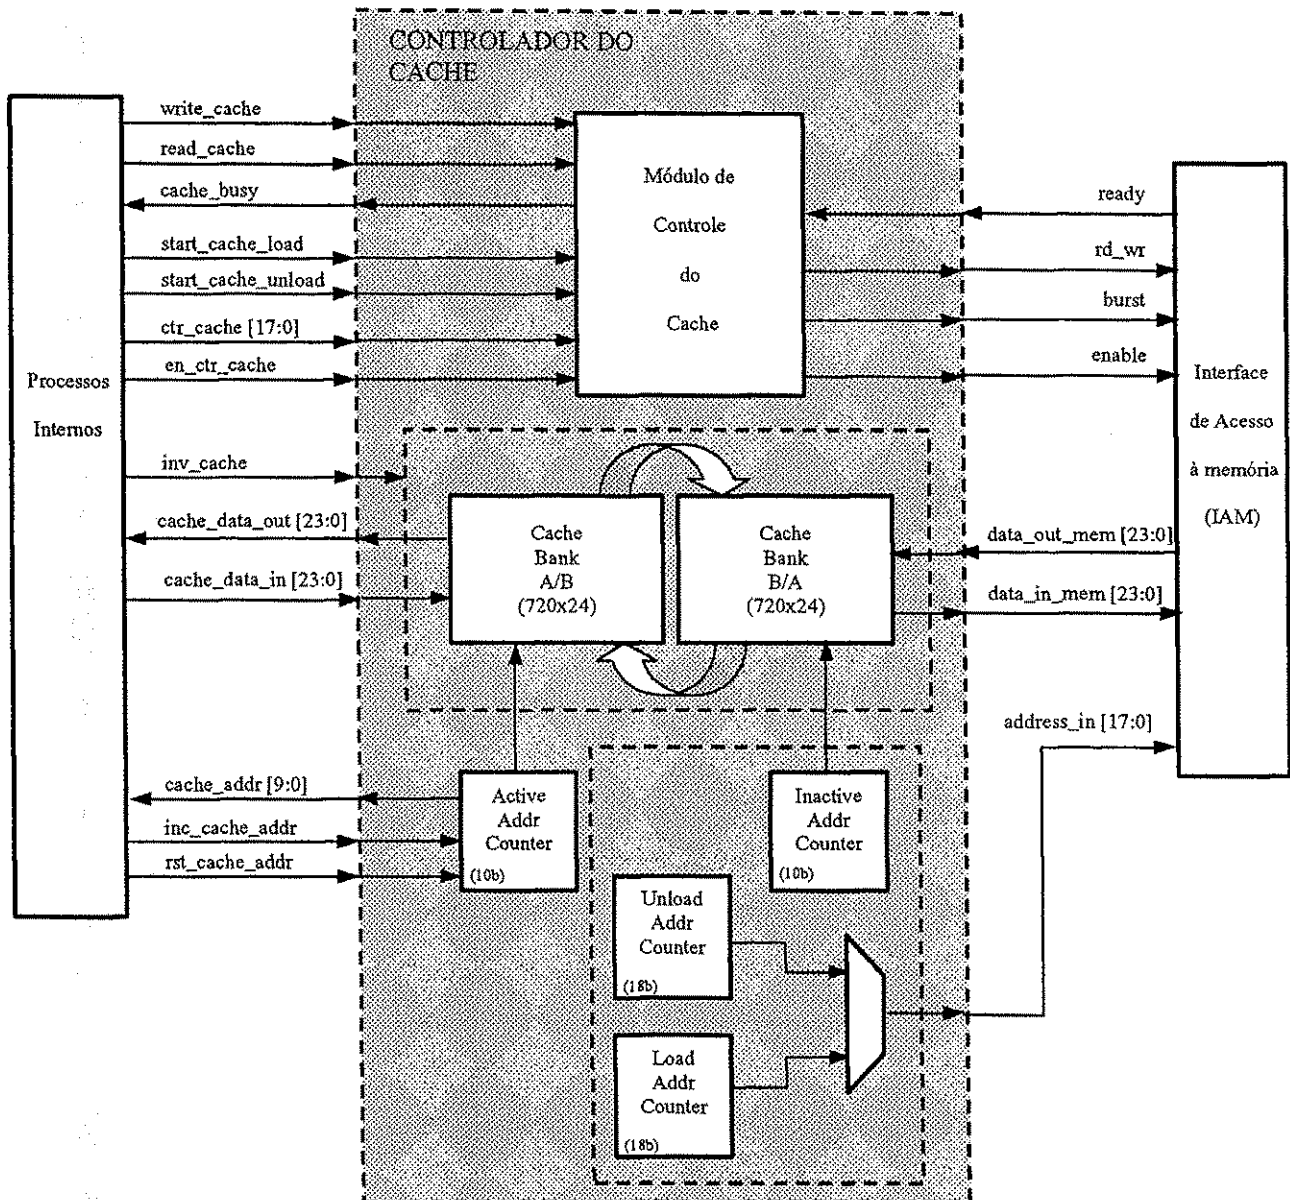 CONTROLADOR DO
CACHE
write_cache
read_cache
cache_busy
start_cache_load
start_cache_unload
ctr_cache [17:0]
en_ctr_cache
Processos
Internos
inv_cache
cache_data_out [23:0]
cache_data_in [23:0]
cache_addr [9:0]
inc_cache_addr
rst_cache_addr
Módulo de
Controle
do
Cache
Cache
Bank
A/B
(720x24)
Cache
Bank
B/A
(720x24)
Active
Addr
Counter
(10b)
Inactive
Addr
Counter
(10b)
Unload
Addr
Counter
(18b)
Load
Addr
Counter
(18b)
ready
rd_wr
burst
enable
Interface
de Acesso
à memória
(IAM)
data_out_mem [23:0]
data_in_mem [23:0]
address_in [17:0]